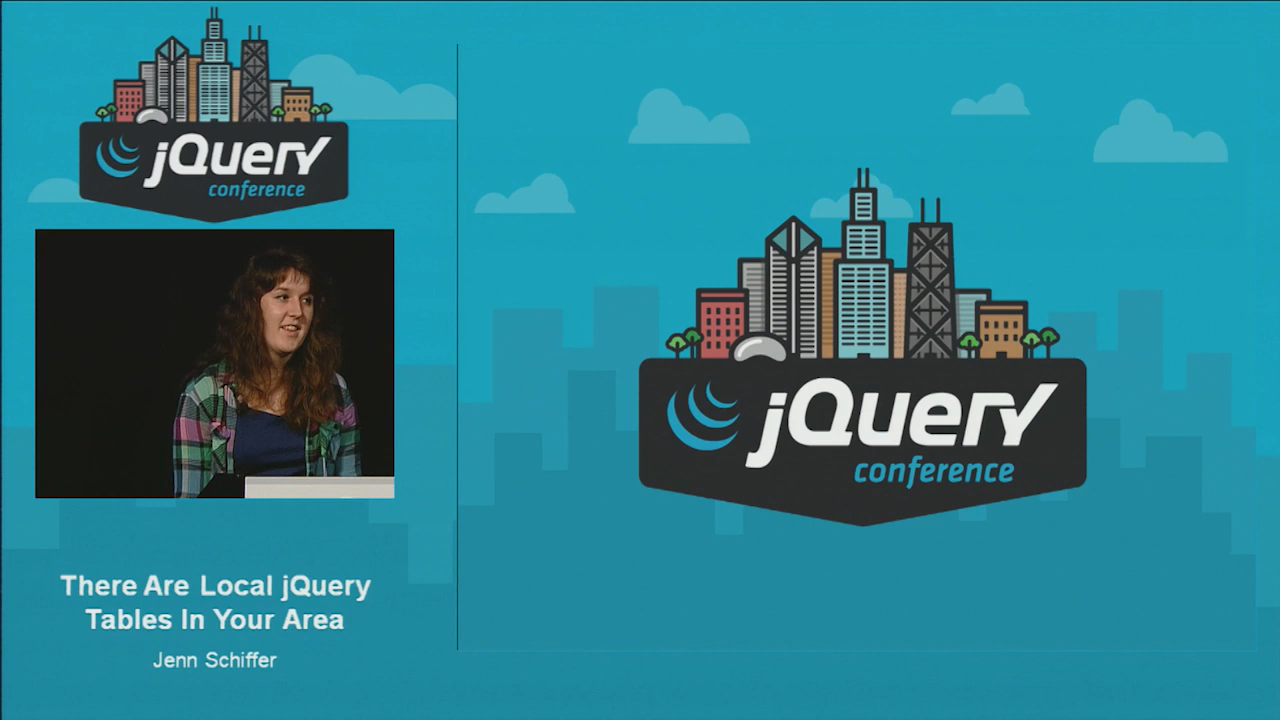 jQuery
conference
There Are Local jQuery
Tables In Your Area
Jenn Schiffer
jQuery
conference